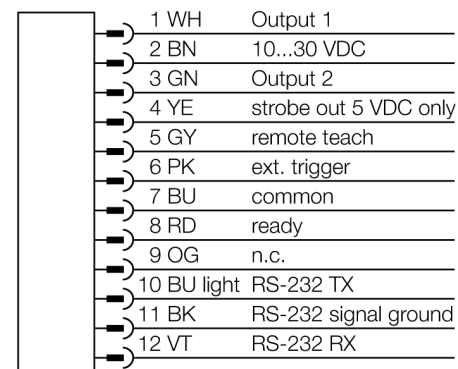 1 WH Output 1
2 BN 10...30 VDC
3 GN Output 2
4 YE strobe out 5 VDC only
5 GY remote teach
6 PK ext. trigger
7 BU common
8 RD ready
9 OG n.c.
10 BU light RS-232 TX
11 BK RS-232 signal ground
12 VT RS-232 RX